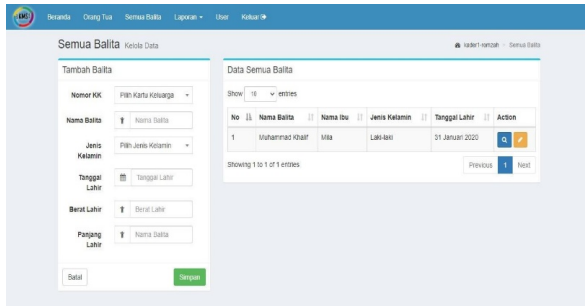 KMS
Beranda Orang Tua Semua Balita Laporan User Keluar
Semua Balita Kelola Data
kader1-ramzah - Semua Balita
Tambah Balita
Nomor KK Pilih Kartu Keluarga
Nama Balita Nama Balita
Jenis Kelamin Pilih Jenis Kelamin
Tanggal Lahir Tanggal Lahir
Berat Lahir Berat Lahir
Panjang Lahir Nama Balita
Batal Simpan
Data Semua Balita
Show 10 entries
No Nama Balita Nama Ibu Jenis Kelamin Tanggal Lahir Action
1 Muhammad Khalif Mila Laki-laki 31 Januari 2020
Showing 1 to 1 of 1 entries
Previous 1 Next